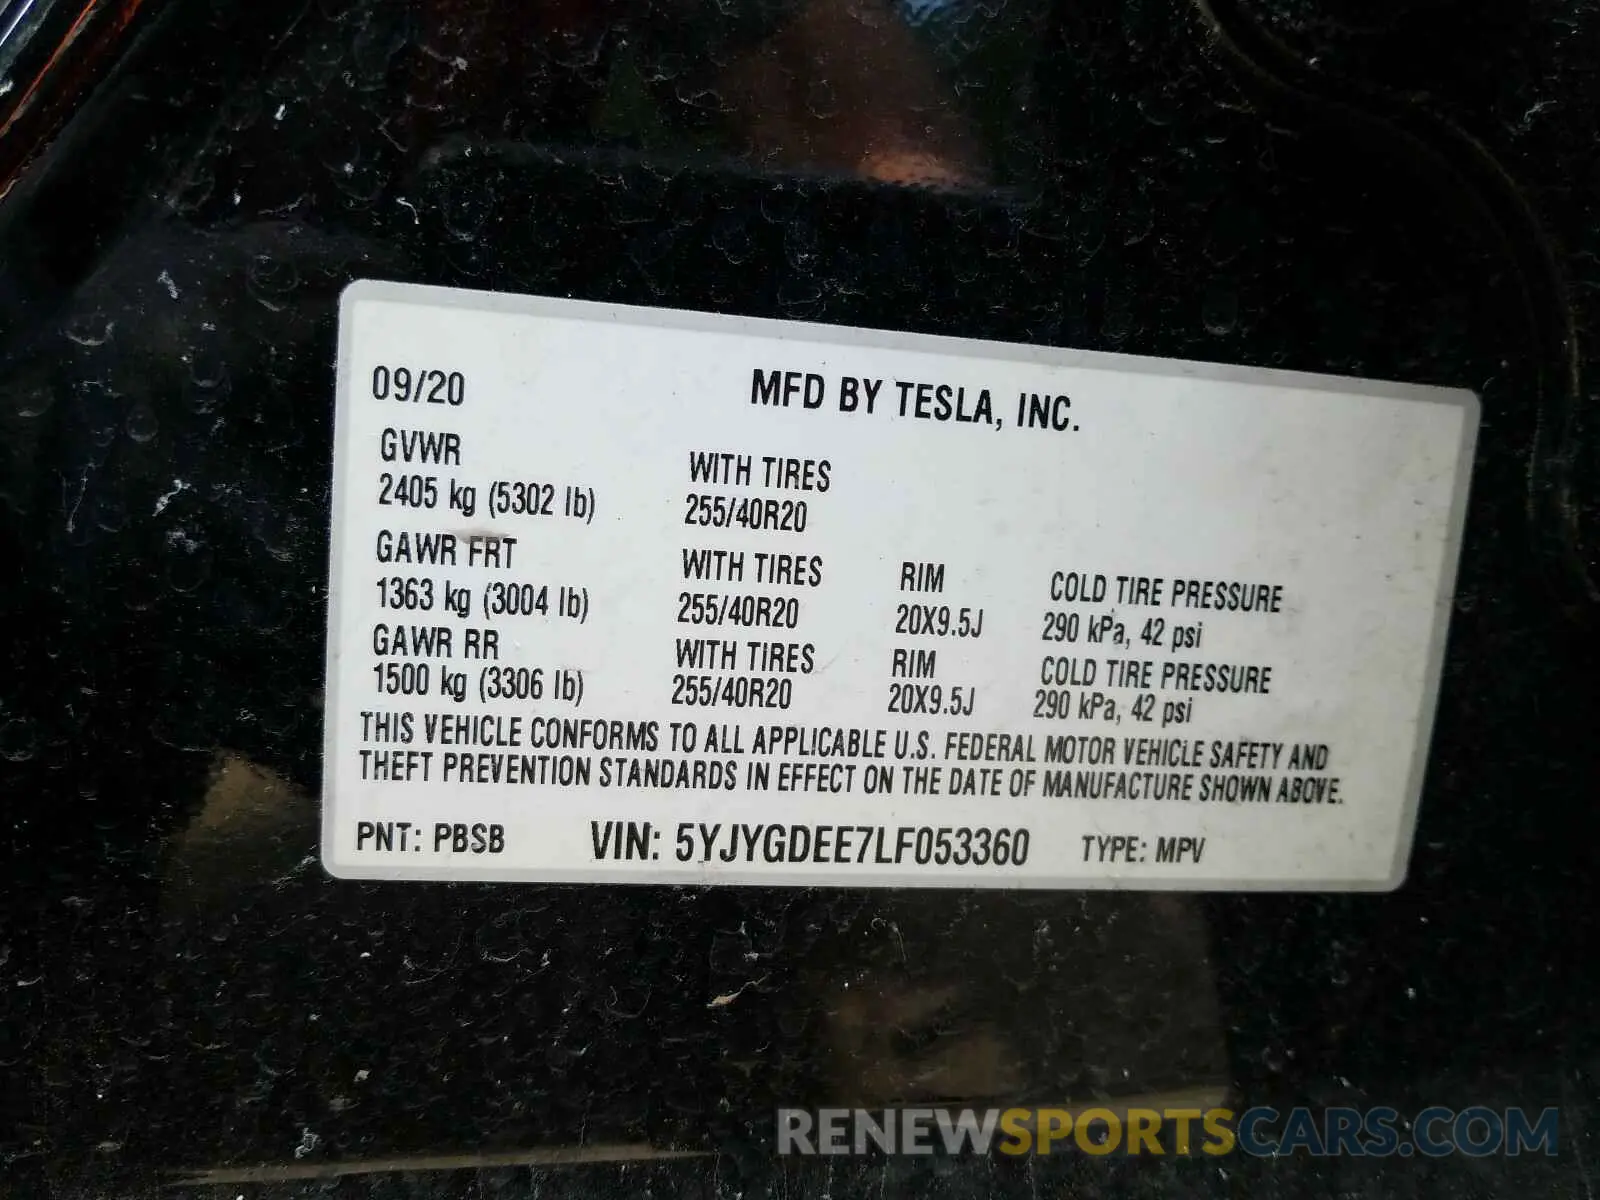 09/20 MFD BY TESLA, INC.
GVWR WITH TIRES
2405 kg (5302 lb) 255/40R20
GAWR FRT WITH TIRES RIM COLD TIRE PRESSURE
1363 kg (3004 lb) 255/40R20 20X9.5J 290 kPa, 42 psi
GAWR RR WITH TIRES RIM COLD TIRE PRESSURE
1500 kg (3306 lb) 255/40R20 20X9.5J 290 kPa, 42 psi
THIS VEHICLE CONFORMS TO ALL APPLICABLE U.S. FEDERAL MOTOR VEHICLE SAFETY AND
THEFT PREVENTION STANDARDS IN EFFECT ON THE DATE OF MANUFACTURE SHOWN ABOVE.
PNT: PBSB VIN: 5YJYGDEE7LF053360 TYPE: MPV
RENEWSPORTSCARS.COM